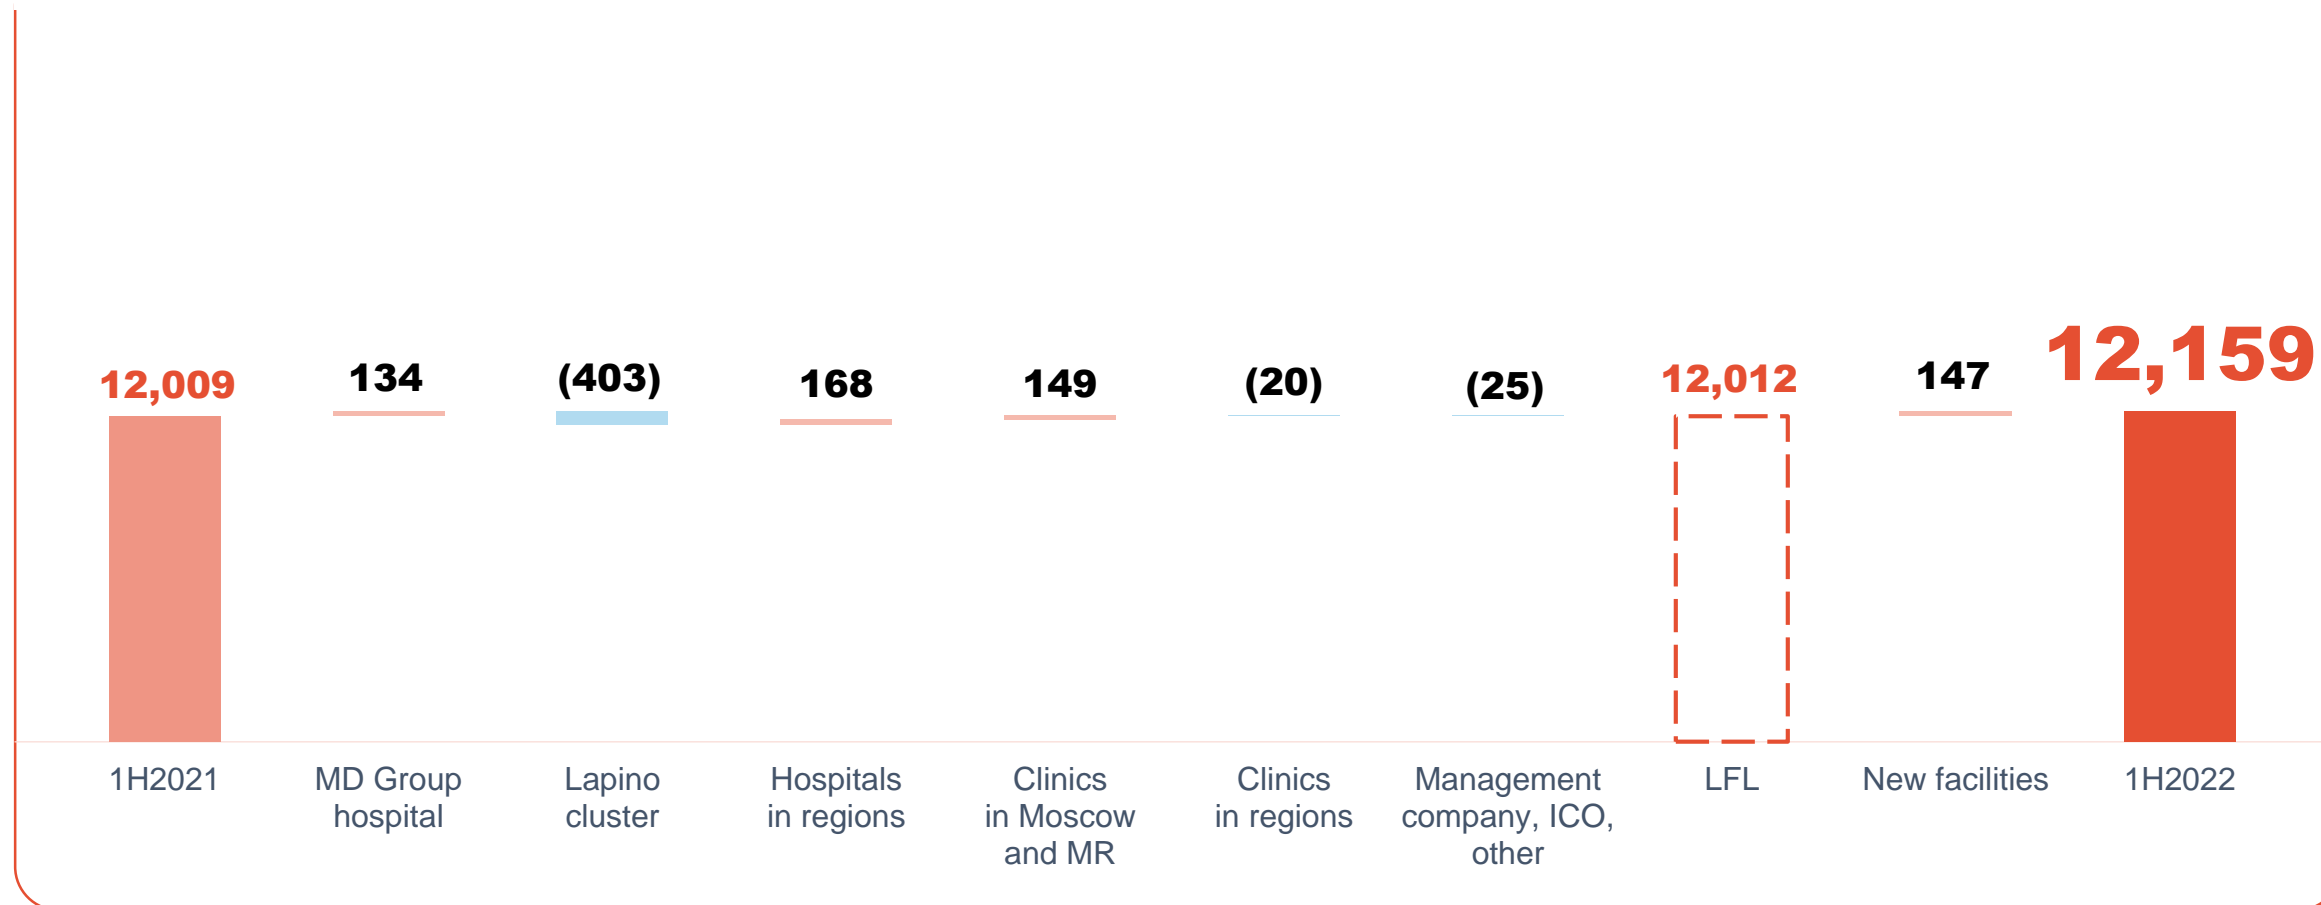 12,009
134
(403)
168
149
(20)
(25)
12,012
147
12,159
1H2021
MD Group
hospital
Lapino
cluster
Hospitals
in regions
Clinics
in Moscow
and MR
Clinics
in regions
Management
company, ICO,
other
LFL
New facilities
1H2022